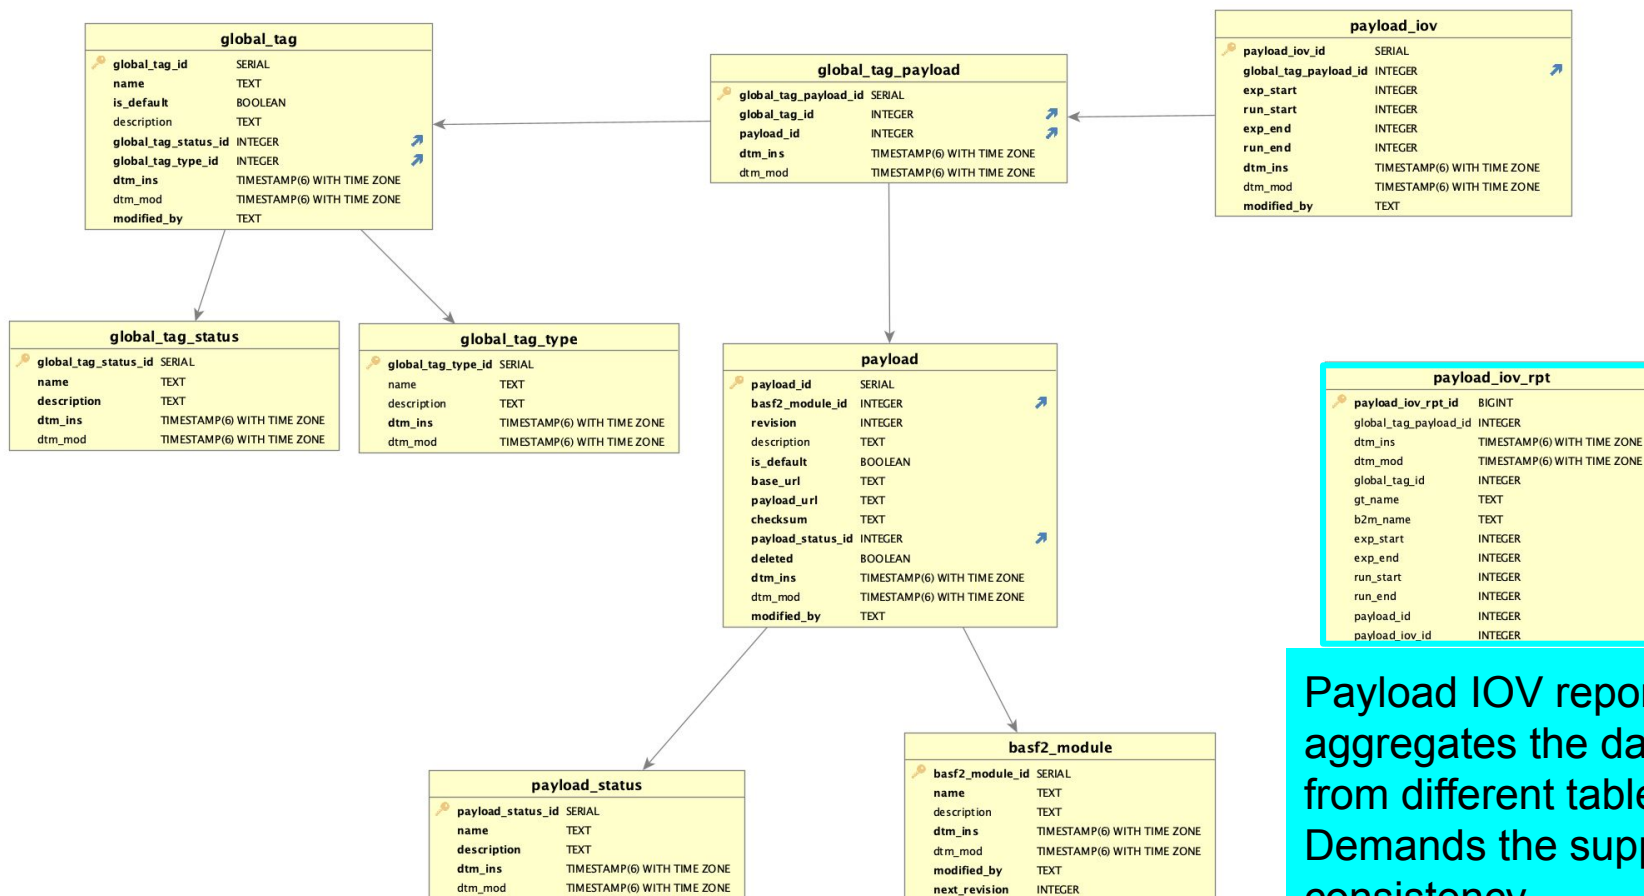 global_tag
global_tag_id SERIAL
name TEXT
is_default BOOLEAN
description TEXT
global_tag_status_id INTEGER
global_tag_type_id INTEGER
dtm_ins TIMESTAMP(6) WITH TIME ZONE
dtm_mod TIMESTAMP(6) WITH TIME ZONE
modified_by TEXT
global_tag_payload
global_tag_payload_id SERIAL
global_tag_id INTEGER
payload_id INTEGER
dtm_ins TIMESTAMP(6) WITH TIME ZONE
dtm_mod TIMESTAMP(6) WITH TIME ZONE
payload_iov
payload_iov_id SERIAL
global_tag_payload_id INTEGER
exp_start INTEGER
run_start INTEGER
exp_end INTEGER
run_end INTEGER
dtm_ins TIMESTAMP(6) WITH TIME ZONE
dtm_mod TIMESTAMP(6) WITH TIME ZONE
modified_by TEXT
global_tag_status
global_tag_status_id SERIAL
name TEXT
description TEXT
dtm_ins TIMESTAMP(6) WITH TIME ZONE
dtm_mod TIMESTAMP(6) WITH TIME ZONE
global_tag_type
global_tag_type_id SERIAL
name TEXT
description TEXT
dtm_ins TIMESTAMP(6) WITH TIME ZONE
dtm_mod TIMESTAMP(6) WITH TIME ZONE
payload
payload_id SERIAL
basf2_module_id INTEGER
revision INTEGER
description TEXT
is_default BOOLEAN
base_url TEXT
payload_url TEXT
checksum TEXT
payload_status_id INTEGER
deleted BOOLEAN
dtm_ins TIMESTAMP(6) WITH TIME ZONE
dtm_mod TIMESTAMP(6) WITH TIME ZONE
modified_by TEXT
payload_iov_rpt
payload_iov_rpt_id BIGINT
global_tag_payload_id INTEGER
dtm_ins TIMESTAMP(6) WITH TIME ZONE
dtm_mod TIMESTAMP(6) WITH TIME ZONE
global_tag_id INTEGER
gt_name TEXT
b2m_name TEXT
exp_start INTEGER
exp_end INTEGER
run_start INTEGER
run_end INTEGER
payload_id INTEGER
payload_iov_id INTEGER
payload_status
payload_status_id SERIAL
name TEXT
description TEXT
dtm_ins TIMESTAMP(6) WITH TIME ZONE
dtm_mod TIMESTAMP(6) WITH TIME ZONE
basf2_module
basf2_module_id SERIAL
name TEXT
description TEXT
dtm_ins TIMESTAMP(6) WITH TIME ZONE
dtm_mod TIMESTAMP(6) WITH TIME ZONE
modified_by TEXT
next_revision INTEGER
Payload IOV
aggregates the
from different
Demands the
consistency